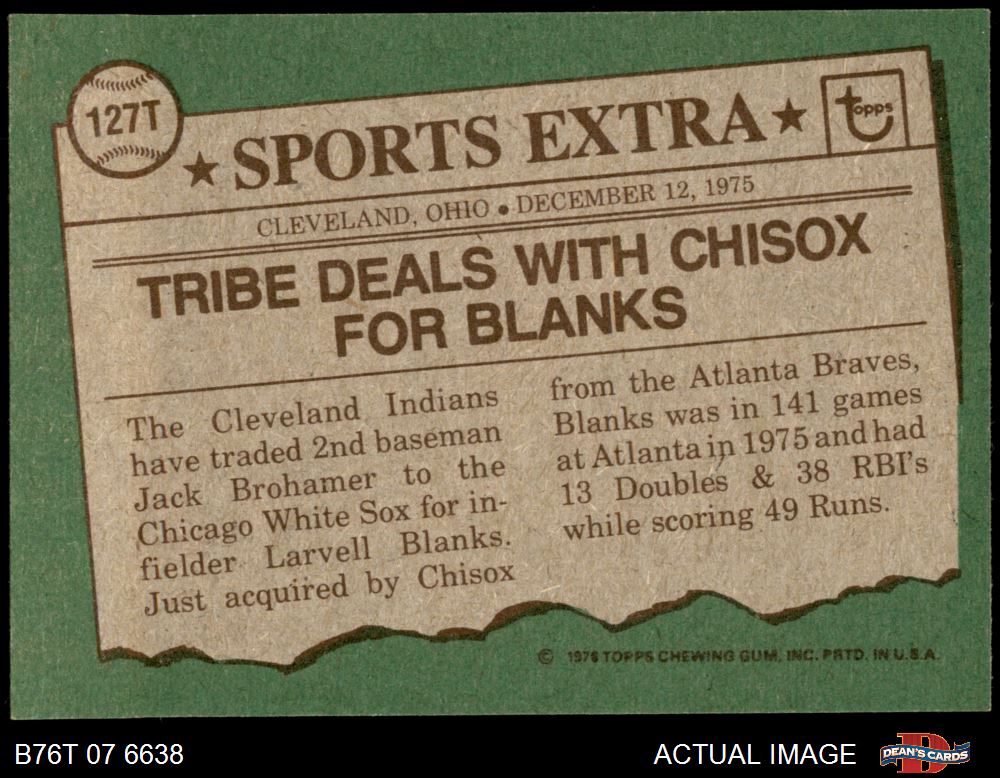 127T
★ SPORTS EXTRA ★
topps
CLEVELAND, OHIO • DECEMBER 12, 1975
TRIBE DEALS WITH CHISOX
FOR BLANKS
The Cleveland Indians
have traded 2nd baseman
Jack Brohamer to the
Chicago White Sox for in-
fielder Larvell Blanks.
Just acquired by Chisox
from the Atlanta Braves,
Blanks was in 141 games
at Atlanta in 1975 and had
13 Doubles & 38 RBI's
while scoring 49 Runs.
© 1976 TOPPS CHEWING GUM, INC. PRTD. IN U.S.A.
B76T 07 6638
ACTUAL IMAGE
DEAN'S CARDS